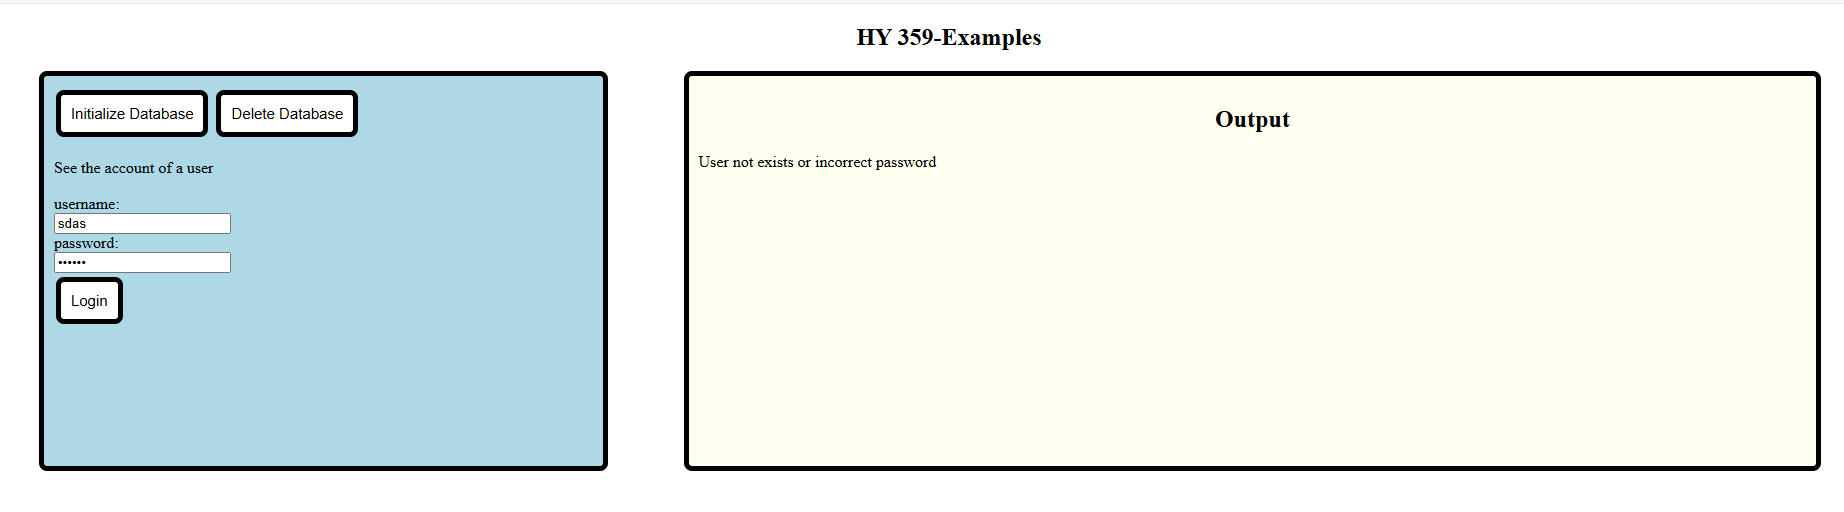 HY 359-Examples
Initialize Database
Delete Database
See the account of a user
username:
sdas
password:
••••••
Login
Output
User not exists or incorrect password